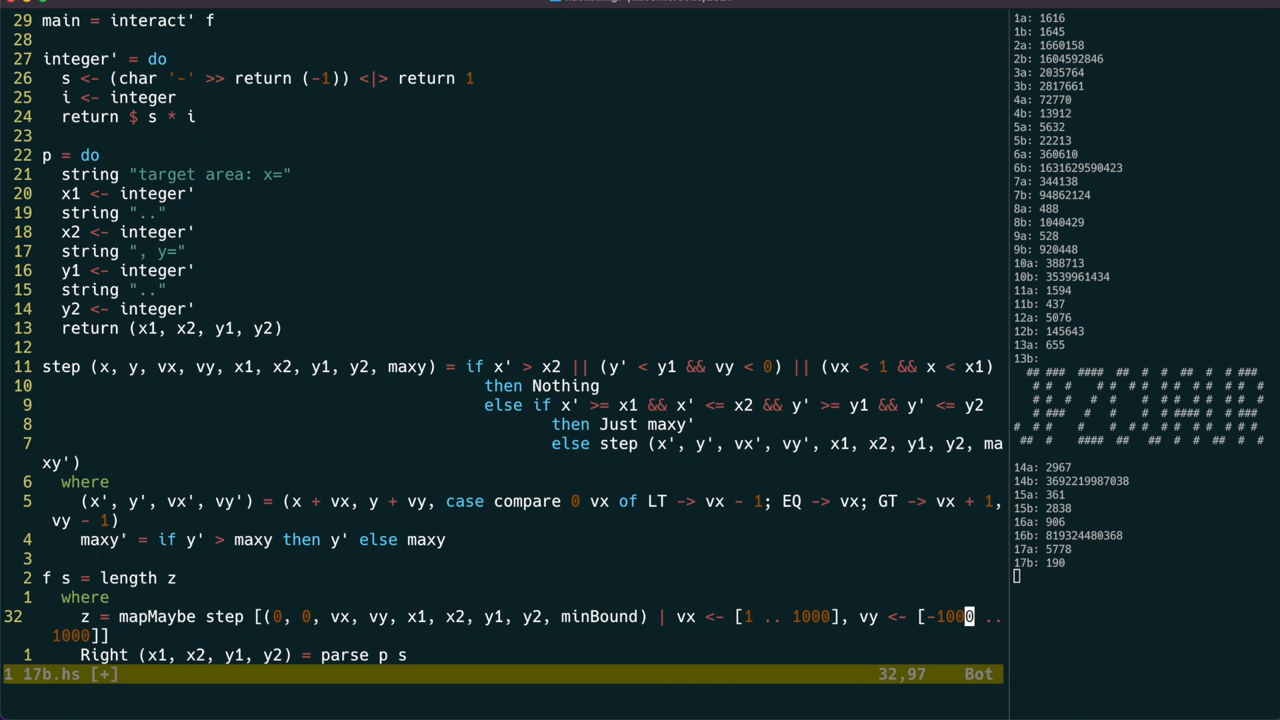 29 main = interact' f
28
27 integer' = do
26   s <- (char '-' >> return (-1)) <|> return 1
25   i <- integer
24   return $ s * i
23
22 p = do
21   string "target area: x="
20   x1 <- integer'
19   string ".."
18   x2 <- integer'
17   string ", y="
16   y1 <- integer'
15   string ".."
14   y2 <- integer'
13   return (x1, x2, y1, y2)
12
11 step (x, y, vx, vy, x1, x2, y1, y2, maxy) = if x' > x2 || (y' < y1 && vy < 0) || (vx < 1 && x < x1)
10 then Nothing
9 else if x' >= x1 && x' <= x2 && y' >= y1 && y' <= y2
8 then Just maxy'
7 else step (x', y', vx', vy', x1, x2, y1, y2, ma
xy')
6   where
5     (x', y', vx', vy') = (x + vx, y + vy, case compare 0 vx of LT -> vx - 1; EQ -> vx; GT -> vx + 1,
vy - 1)
4     maxy' = if y' > maxy then y' else maxy
3
2 f s = length z
1   where
32     z = mapMaybe step [(0, 0, vx, vy, x1, x2, y1, y2, minBound) | vx <- [1 .. 1000], vy <- [-1000 ..
1000]]
1     Right (x1, x2, y1, y2) = parse p s
1 17b.hs [+] 32,97 Bot
1a: 1616
1b: 1645
2a: 1660158
2b: 1604592846
3a: 2035764
3b: 2817661
4a: 72770
4b: 13912
5a: 5632
5b: 22213
6a: 360610
6b: 1631629590423
7a: 344138
7b: 94862124
8a: 488
8b: 1040429
9a: 528
9b: 920448
10a: 388713
10b: 3539961434
11a: 1594
11b: 437
12a: 5076
12b: 145643
13a: 655
13b:
14a: 2967
14b: 3692219987038
15a: 361
15b: 2838
16a: 906
16b: 819324480368
17a: 5778
17b: 190